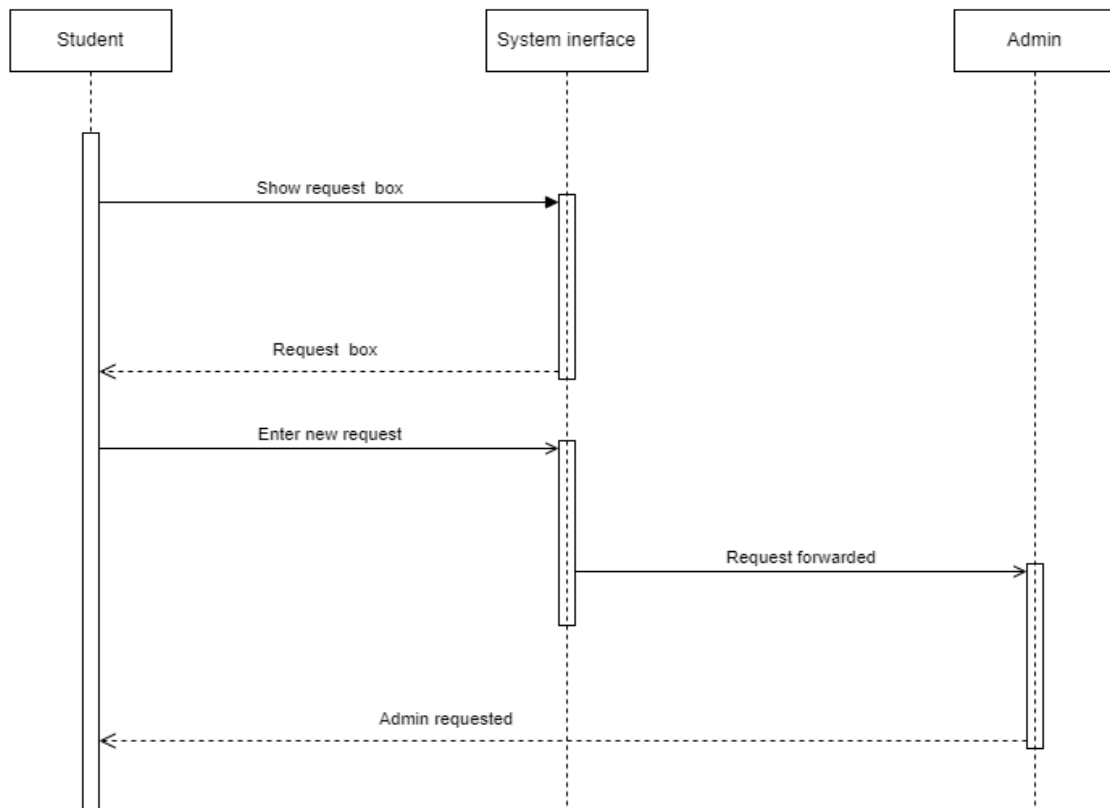 Student
System inerface
Admin
Show request  box
Request  box
Enter new request
Request forwarded
Admin requested